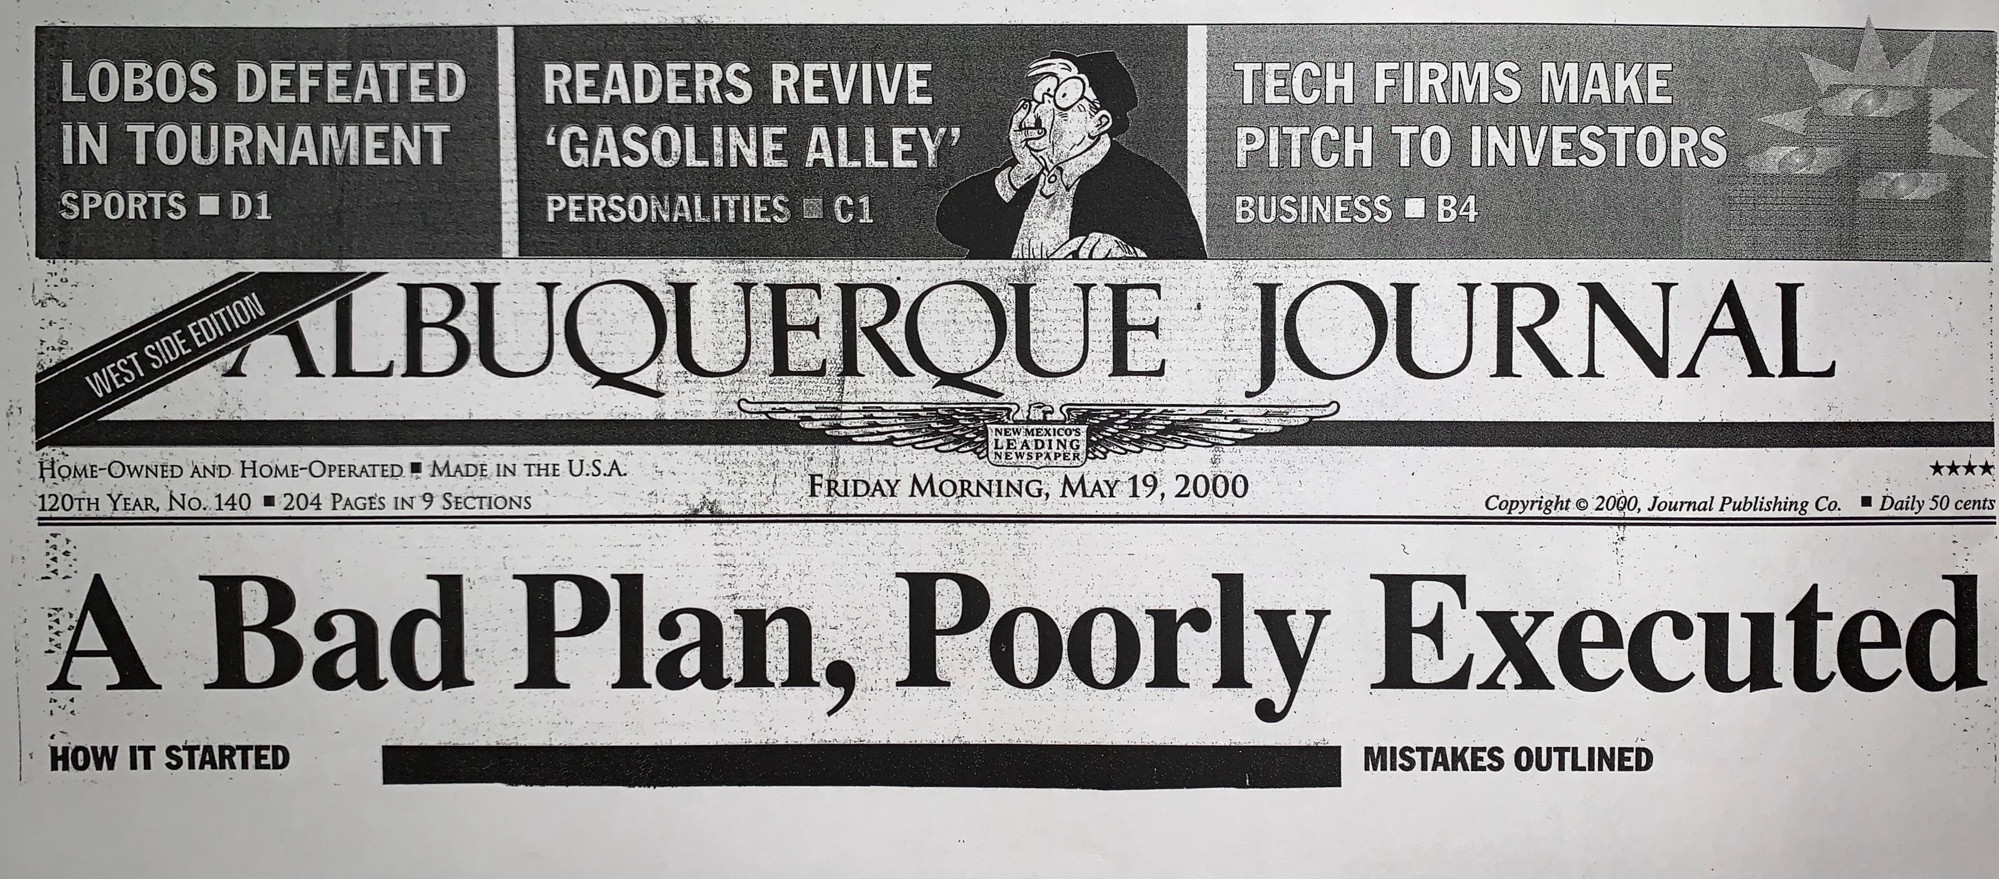 LOBOS DEFEATED
IN TOURNAMENT
SPORTS ■ D1
READERS REVIVE
‘GASOLINE ALLEY’
PERSONALITIES ■ C1
TECH FIRMS MAKE
PITCH TO INVESTORS
BUSINESS ■ B4
WEST SIDE EDITION
ALBUQUERQUE JOURNAL
NEW MEXICO'S
LEADING
NEWSPAPER
HOME-OWNED AND HOME-OPERATED ■ MADE IN THE U.S.A.
120TH YEAR, NO. 140 ■ 204 PAGES IN 9 SECTIONS
FRIDAY MORNING, MAY 19, 2000
★★★★
Copyright © 2000, Journal Publishing Co. ■ Daily 50 cents
A Bad Plan, Poorly Executed
HOW IT STARTED
MISTAKES OUTLINED